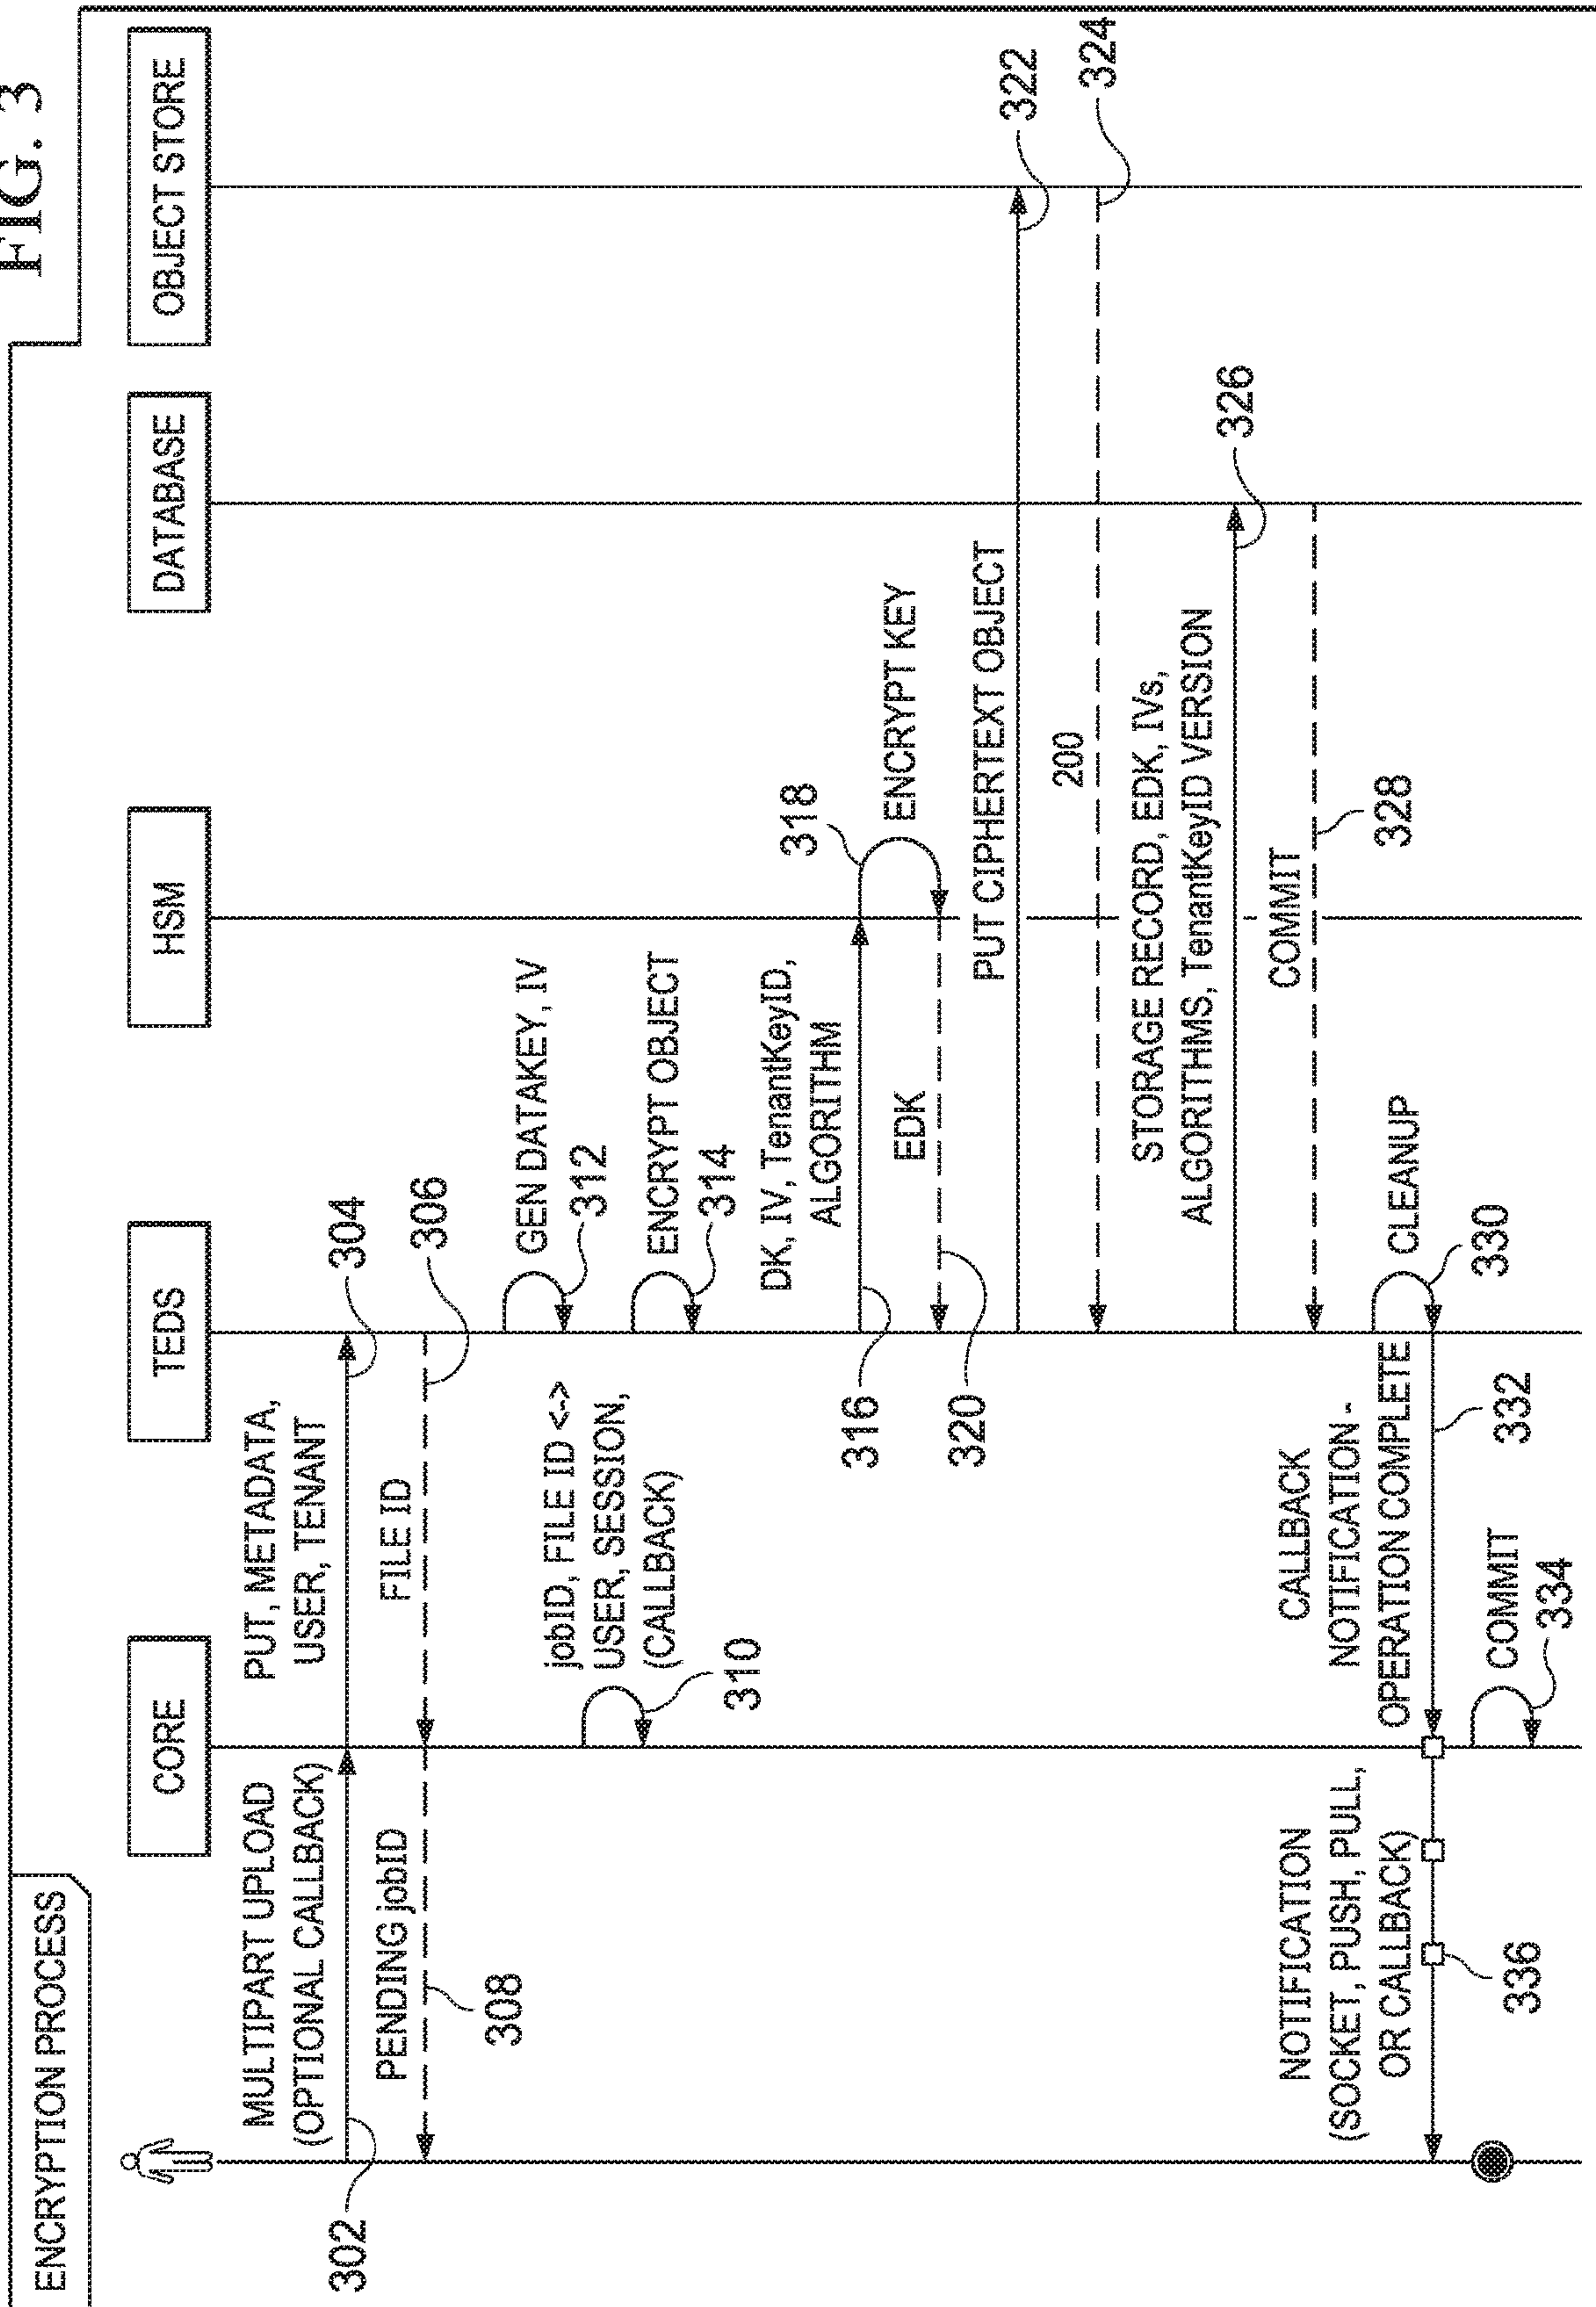 FIG. 3
ENCRYPTION PROCESS
CORE
TEDS
HSM
DATABASE
OBJECT STORE
MULTIPART UPLOAD
(OPTIONAL CALLBACK)
302
PUT, METADATA,
USER, TENANT
304
FILE ID
306
PENDING jobID
308
jobID, FILE ID <->
USER, SESSION,
(CALLBACK)
310
GEN DATAKEY, IV
312
ENCRYPT OBJECT
314
DK, IV, TenantKeyID,
ALGORITHM
316
318
ENCRYPT KEY
EDK
320
PUT CIPHERTEXT OBJECT
322
200
324
STORAGE RECORD, EDK, IVs,
ALGORITHMS, TenantKeyID VERSION
326
COMMIT
328
CLEANUP
330
CALLBACK
NOTIFICATION -
OPERATION COMPLETE
332
COMMIT
334
NOTIFICATION
(SOCKET, PUSH, PULL,
OR CALLBACK)
336